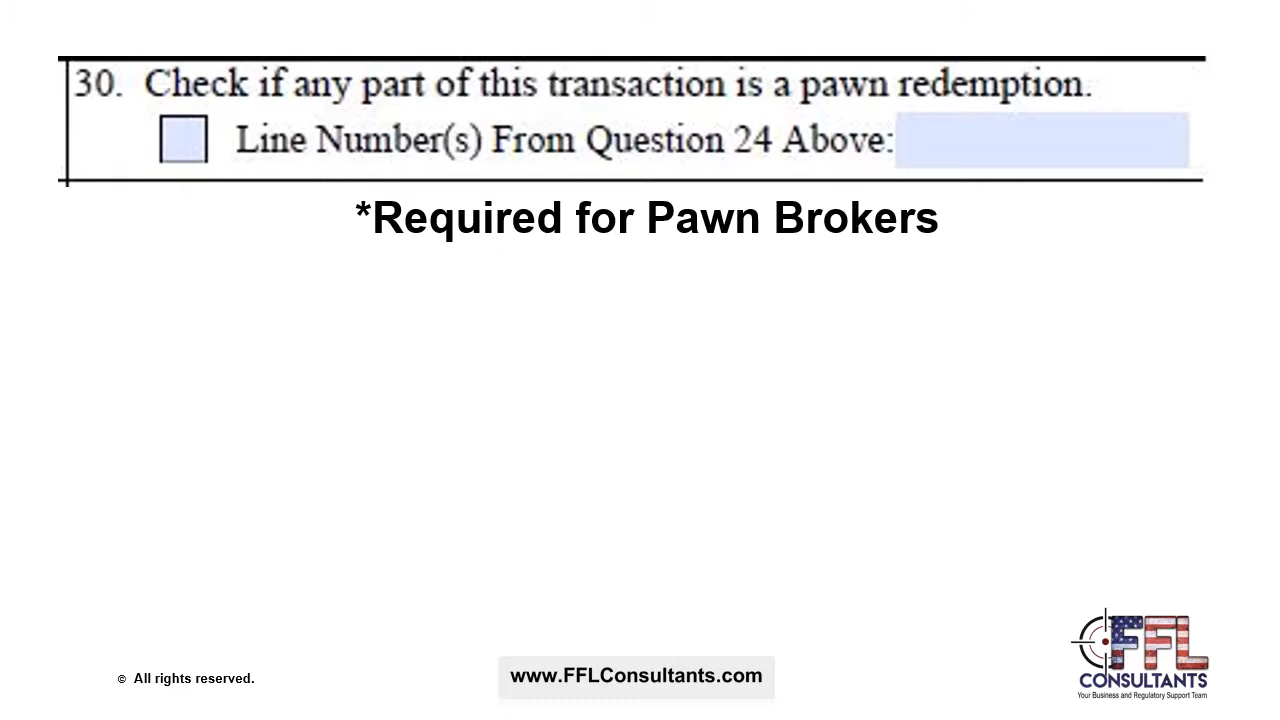 30. Check if any part of this transaction is a pawn redemption.
Line Number(s) From Question 24 Above:
*Required for Pawn Brokers
© All rights reserved.
www.FFLConsultants.com
FFL
CONSULTANTS
Your Business and Regulatory Support Team